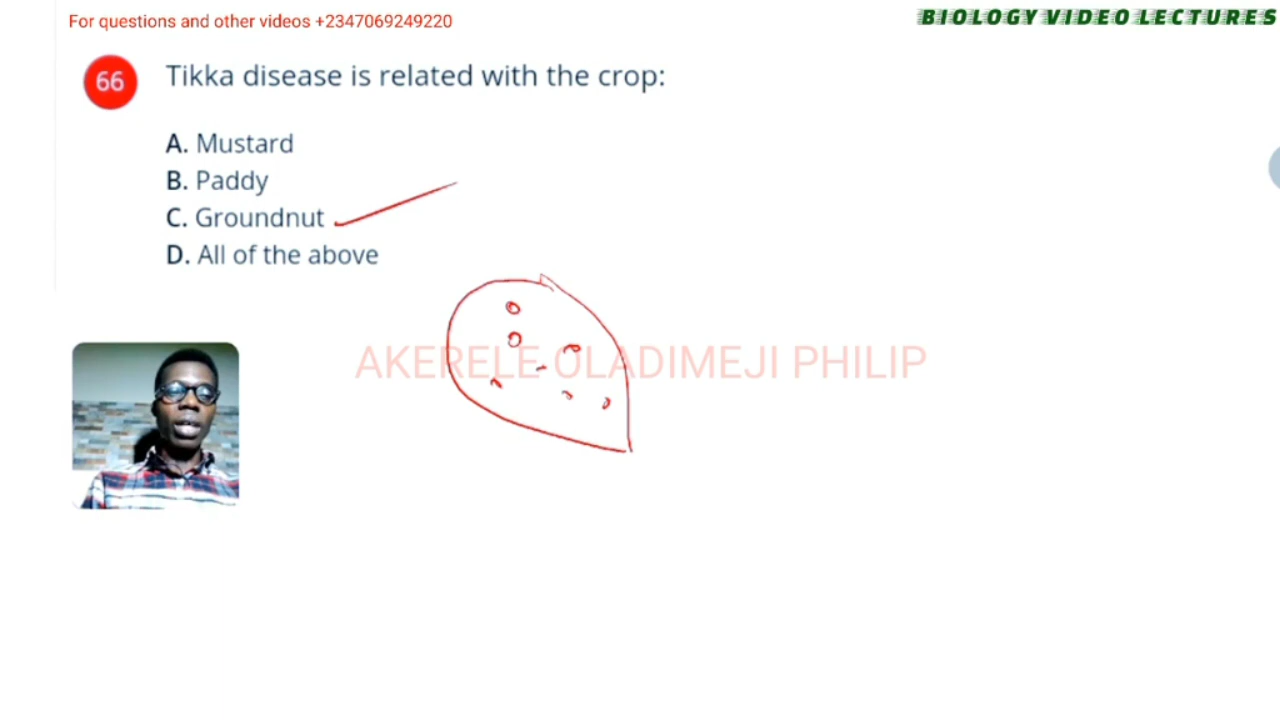 For questions and other videos +2347069249220
BIOLOGY VIDEO LECTURES
66
Tikka disease is related with the crop:
A. Mustard
B. Paddy
C. Groundnut
D. All of the above
AKERELE OLADIMEJI PHILIP